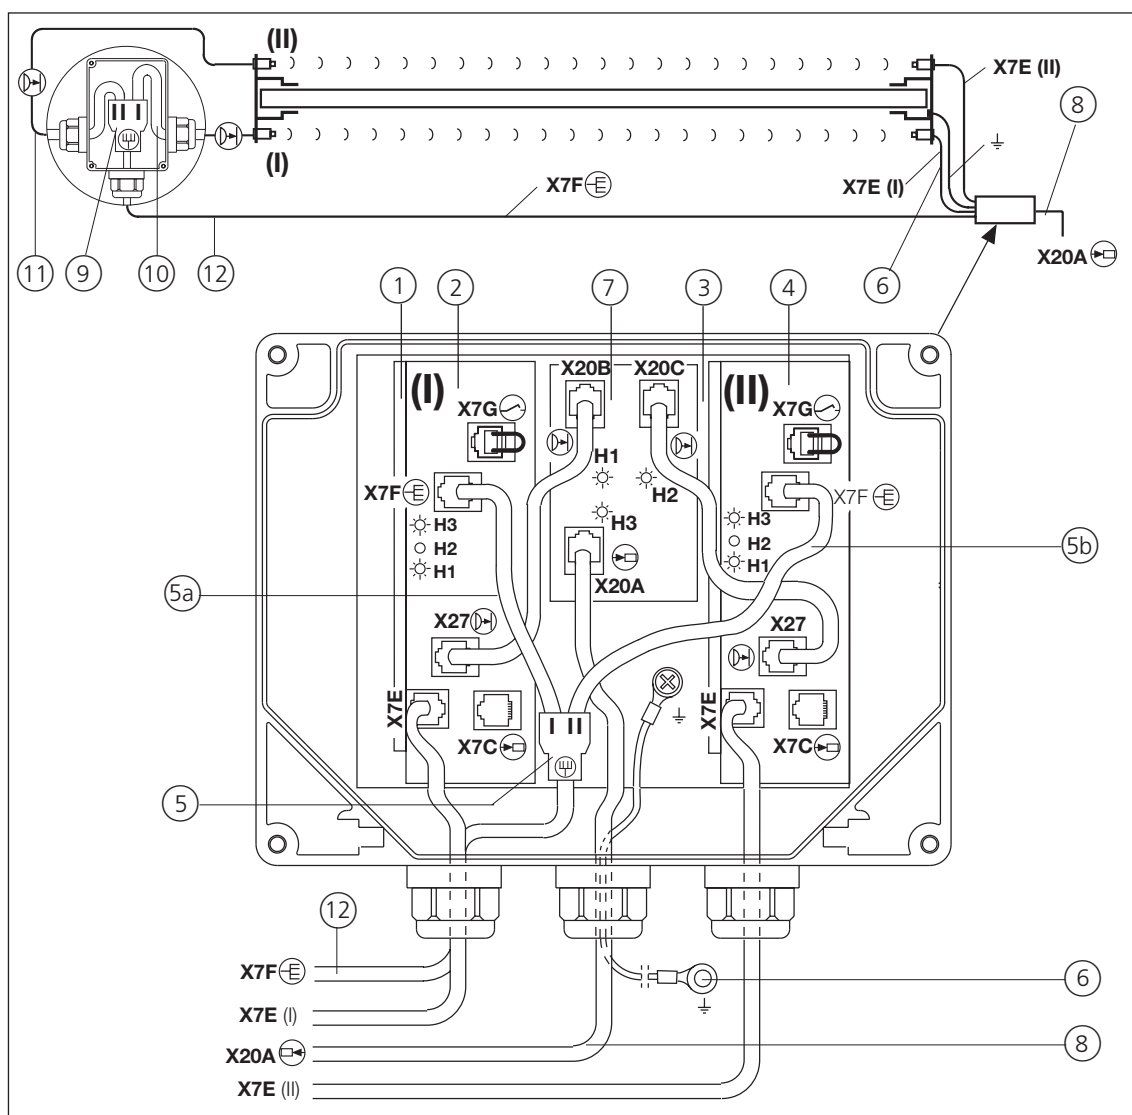 (II)
X7E (II)
8
(I)
X7E (I)
X7F
X20A
11
9
10
12
6
1
2
7
3
4
(I)
X20B
X20C
(II)
X7G
X7G
H1
X7F
H2
X7F
H3
H3
H3
H2
H2
5b
H1
H1
5a
X20A
X27
X27
X7E
X7E
I II
X7C
X7C
5
12
X7F
6
X7E (I)
X20A
8
X7E (II)
II I